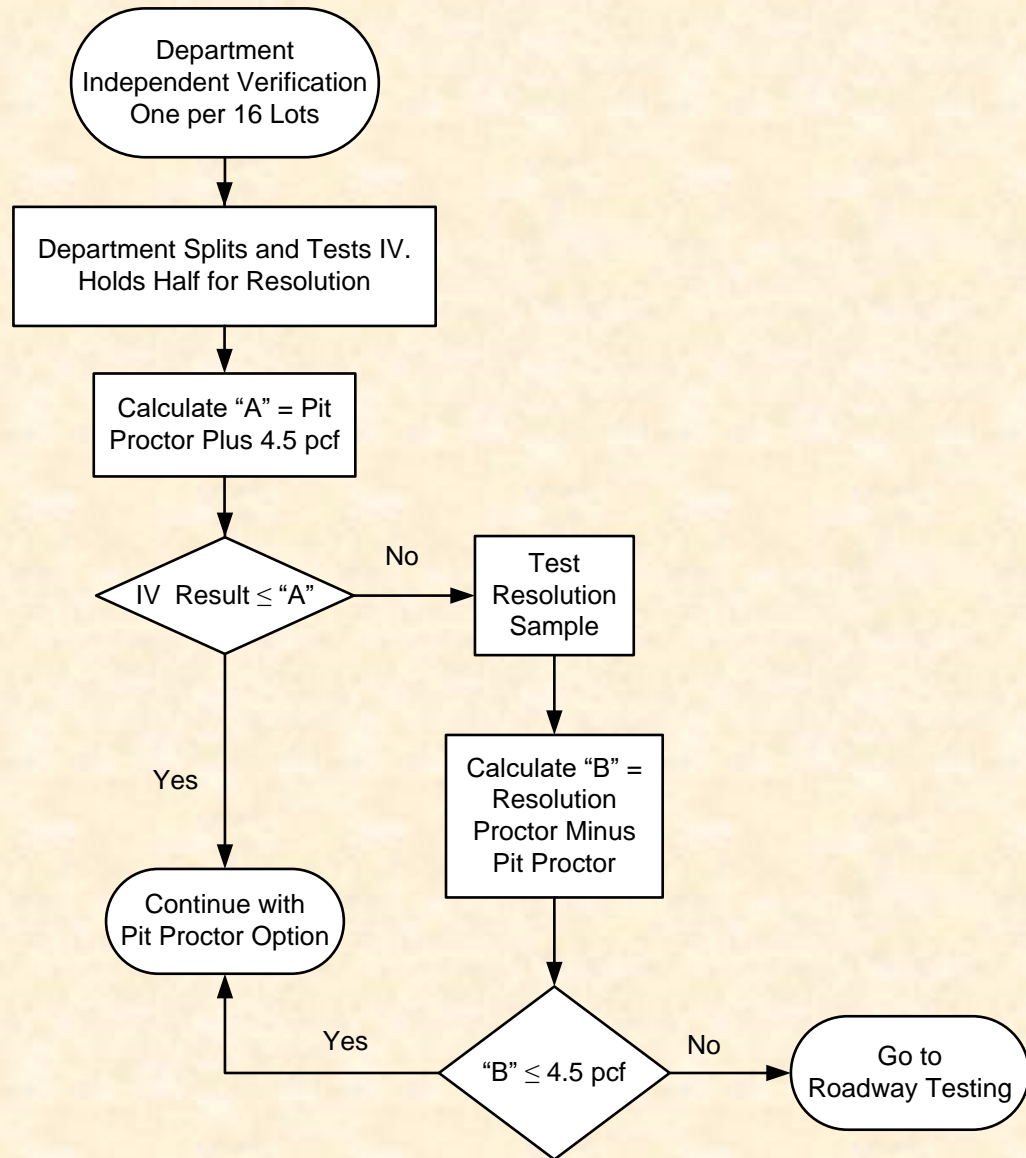 Department
Independent Verification
One per 16 Lots
Department Splits and Tests IV.
Holds Half for Resolution
Calculate “A” = Pit
Proctor Plus 4.5 pcf
IV Result ≤ “A”
No
Test
Resolution
Sample
Yes
Calculate “B” =
Resolution
Proctor Minus
Pit Proctor
Continue with
Pit Proctor Option
Yes
“B” ≤ 4.5 pcf
No
Go to
Roadway Testing